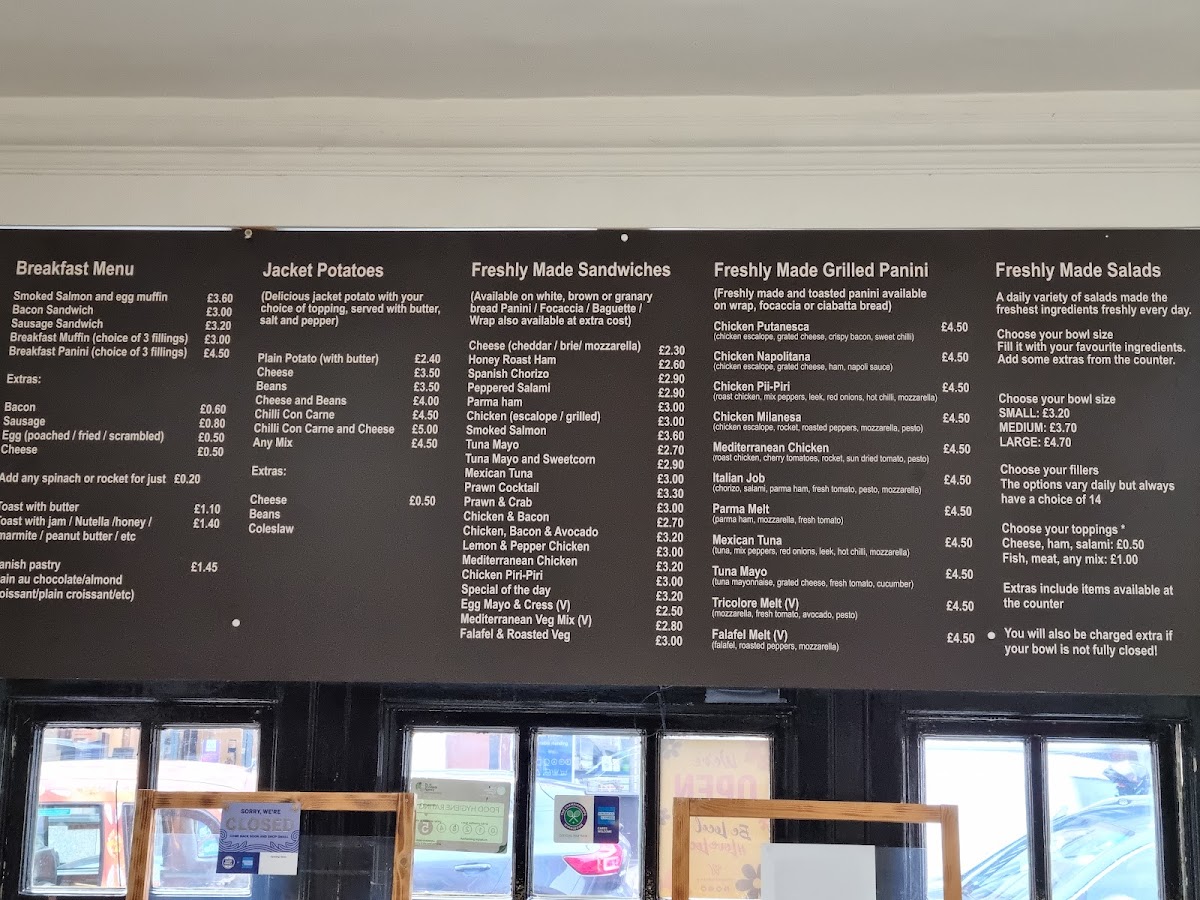 Breakfast Menu
Smoked Salmon and egg muffin £3.60
Bacon Sandwich £3.00
Sausage Sandwich £3.20
Breakfast Muffin (choice of 3 fillings) £3.00
Breakfast Panini (choice of 3 fillings) £4.50
Extras:
Bacon £0.60
Sausage £0.80
Egg (poached / fried / scrambled) £0.50
Cheese £0.50
Add any spinach or rocket for just £0.20
oast with butter £1.10
oast with jam / Nutella /honey / £1.40
marmite / peanut butter / etc
anish pastry £1.45
ain au chocolate/almond
oissant/plain croissant/etc)
Jacket Potatoes
(Delicious jacket potato with your
choice of topping, served with butter,
salt and pepper)
Plain Potato (with butter) £2.40
Cheese £3.50
Beans £3.50
Cheese and Beans £4.00
Chilli Con Carne £4.50
Chilli Con Carne and Cheese £5.00
Any Mix £4.50
Extras:
Cheese £0.50
Beans
Coleslaw
Freshly Made Sandwiches
(Available on white, brown or granary
bread Panini / Focaccia / Baguette /
Wrap also available at extra cost)
Cheese (cheddar / brie/ mozzarella) £2.30
Honey Roast Ham £2.60
Spanish Chorizo £2.90
Peppered Salami £2.90
Parma ham £3.00
Chicken (escalope / grilled) £3.00
Smoked Salmon £3.60
Tuna Mayo £2.70
Tuna Mayo and Sweetcorn £2.90
Mexican Tuna £3.00
Prawn Cocktail £3.30
Prawn & Crab £3.00
Chicken & Bacon £2.70
Chicken, Bacon & Avocado £3.20
Lemon & Pepper Chicken £3.00
Mediterranean Chicken £3.20
Chicken Piri-Piri £3.00
Special of the day £3.20
Egg Mayo & Cress (V) £2.50
Mediterranean Veg Mix (V) £2.80
Falafel & Roasted Veg £3.00
Freshly Made Grilled Panini
(Freshly made and toasted panini available
on wrap, focaccia or ciabatta bread)
Chicken Putanesca £4.50
(chicken escalope, grated cheese, crispy bacon, sweet chilli)
Chicken Napolitana £4.50
(chicken escalope, grated cheese, ham, napoli sauce)
Chicken Pii-Piri £4.50
(roast chicken, mix peppers, leek, red onions, hot chilli, mozzarella)
Chicken Milanesa £4.50
(chicken escalope, rocket, roasted peppers, mozzarella, pesto)
Mediterranean Chicken £4.50
(roast chicken, cherry tomatoes, rocket, sun dried tomato, pesto)
Italian Job £4.50
(chorizo, salami, parma ham, fresh tomato, pesto, mozzarella)
Parma Melt £4.50
(parma ham, mozzarella, fresh tomato)
Mexican Tuna £4.50
(tuna, mix peppers, red onions, leek, hot chilli, mozzarella)
Tuna Mayo £4.50
(tuna mayonnaise, grated cheese, fresh tomato, cucumber)
Tricolore Melt (V) £4.50
(mozzarella, fresh tomato, avocado, pesto)
Falafel Melt (V) £4.50
(falafel, roasted peppers, mozzarella)
Freshly Made Salads
A daily variety of salads made the
freshest ingredients freshly every day.
Choose your bowl size
Fill it with your favourite ingredients.
Add some extras from the counter.
Choose your bowl size
SMALL: £3.20
MEDIUM: £3.70
LARGE: £4.70
Choose your fillers
The options vary daily but always
have a choice of 14
Choose your toppings *
Cheese, ham, salami: £0.50
Fish, meat, any mix: £1.00
Extras include items available at
the counter
You will also be charged extra if
your bowl is not fully closed!
SORRY, WE'RE
CLOSED
FOOD HYGIENE RATING
We're
OPEN